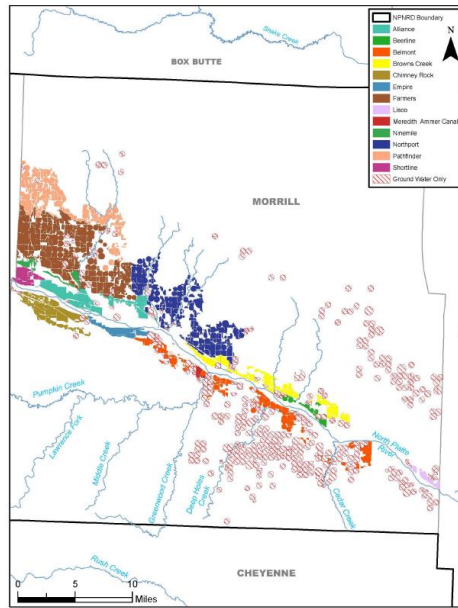 Snake Creek
BOX BUTTE
NPNRD Boundary
Alliance
Beerline
Belmont
Browns Creek
Chimney Rock
Empire
Farmers
Lisco
Meredith Ammer Canal
Ninemile
Northport
Pathfinder
Shortline
Ground Water Only
N
MORRILL
Pumpkin Creek
Lawrence Fork
Middle Creek
Greenwood Creek
Deep Holes
Creek
Cedar Creek
North Platte
River
Rush Creek
CHEYENNE
0 5 10
Miles